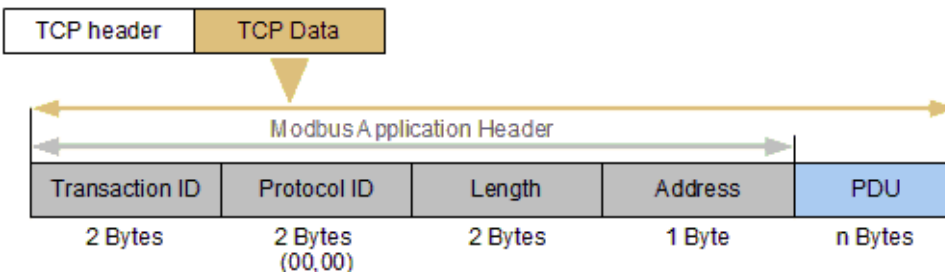 TCP header TCP Data
Modbus Application Header
Transaction ID Protocol ID Length Address PDU
2 Bytes 2 Bytes 2 Bytes 1 Byte n Bytes
(00,00)